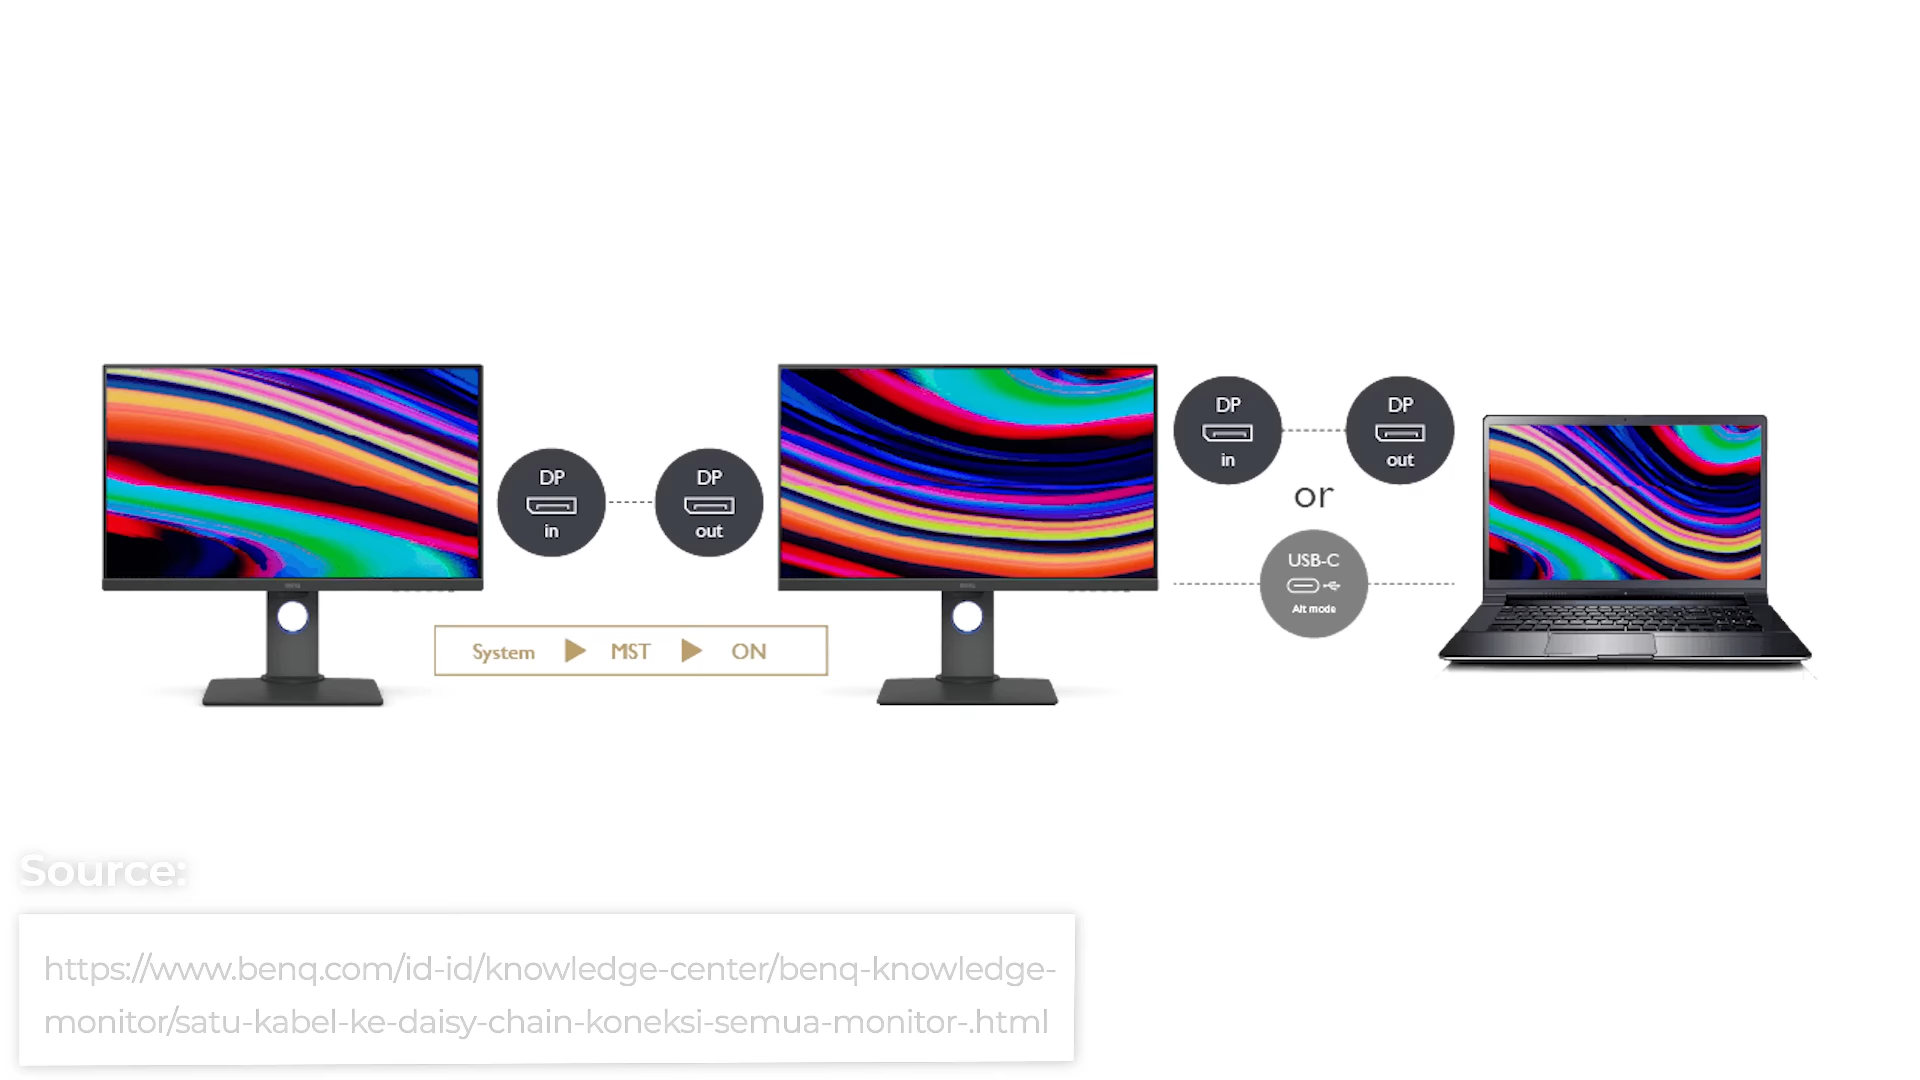 DP
in
DP
out
DP
in
DP
out
or
USB-C
Alt mode
System MST ON
Source:
https://www.benq.com/id-id/knowledge-center/benq-knowledge-
monitor/satu-kabel-ke-daisy-chain-koneksi-semua-monitor-.html